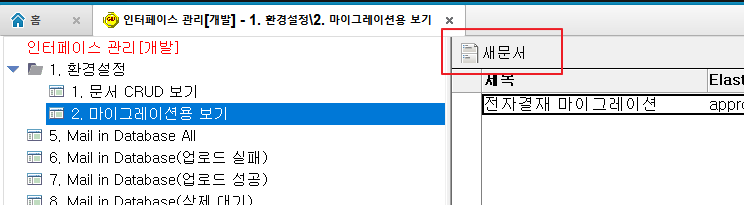 홈
인터페이스 관리[개발] - 1. 환경설정\2. 마이그레이션용 보기
인터페이스 관리[개발]
1. 환경설정
1. 문서 CRUD 보기
2. 마이그레이션용 보기
5. Mail in Database All
6. Mail in Database(업로드 실패)
7. Mail in Database(업로드 성공)
8. Mail in Database(삭제 대기)
새문서
제목 Elast
전자결재 마이그레이션 appro